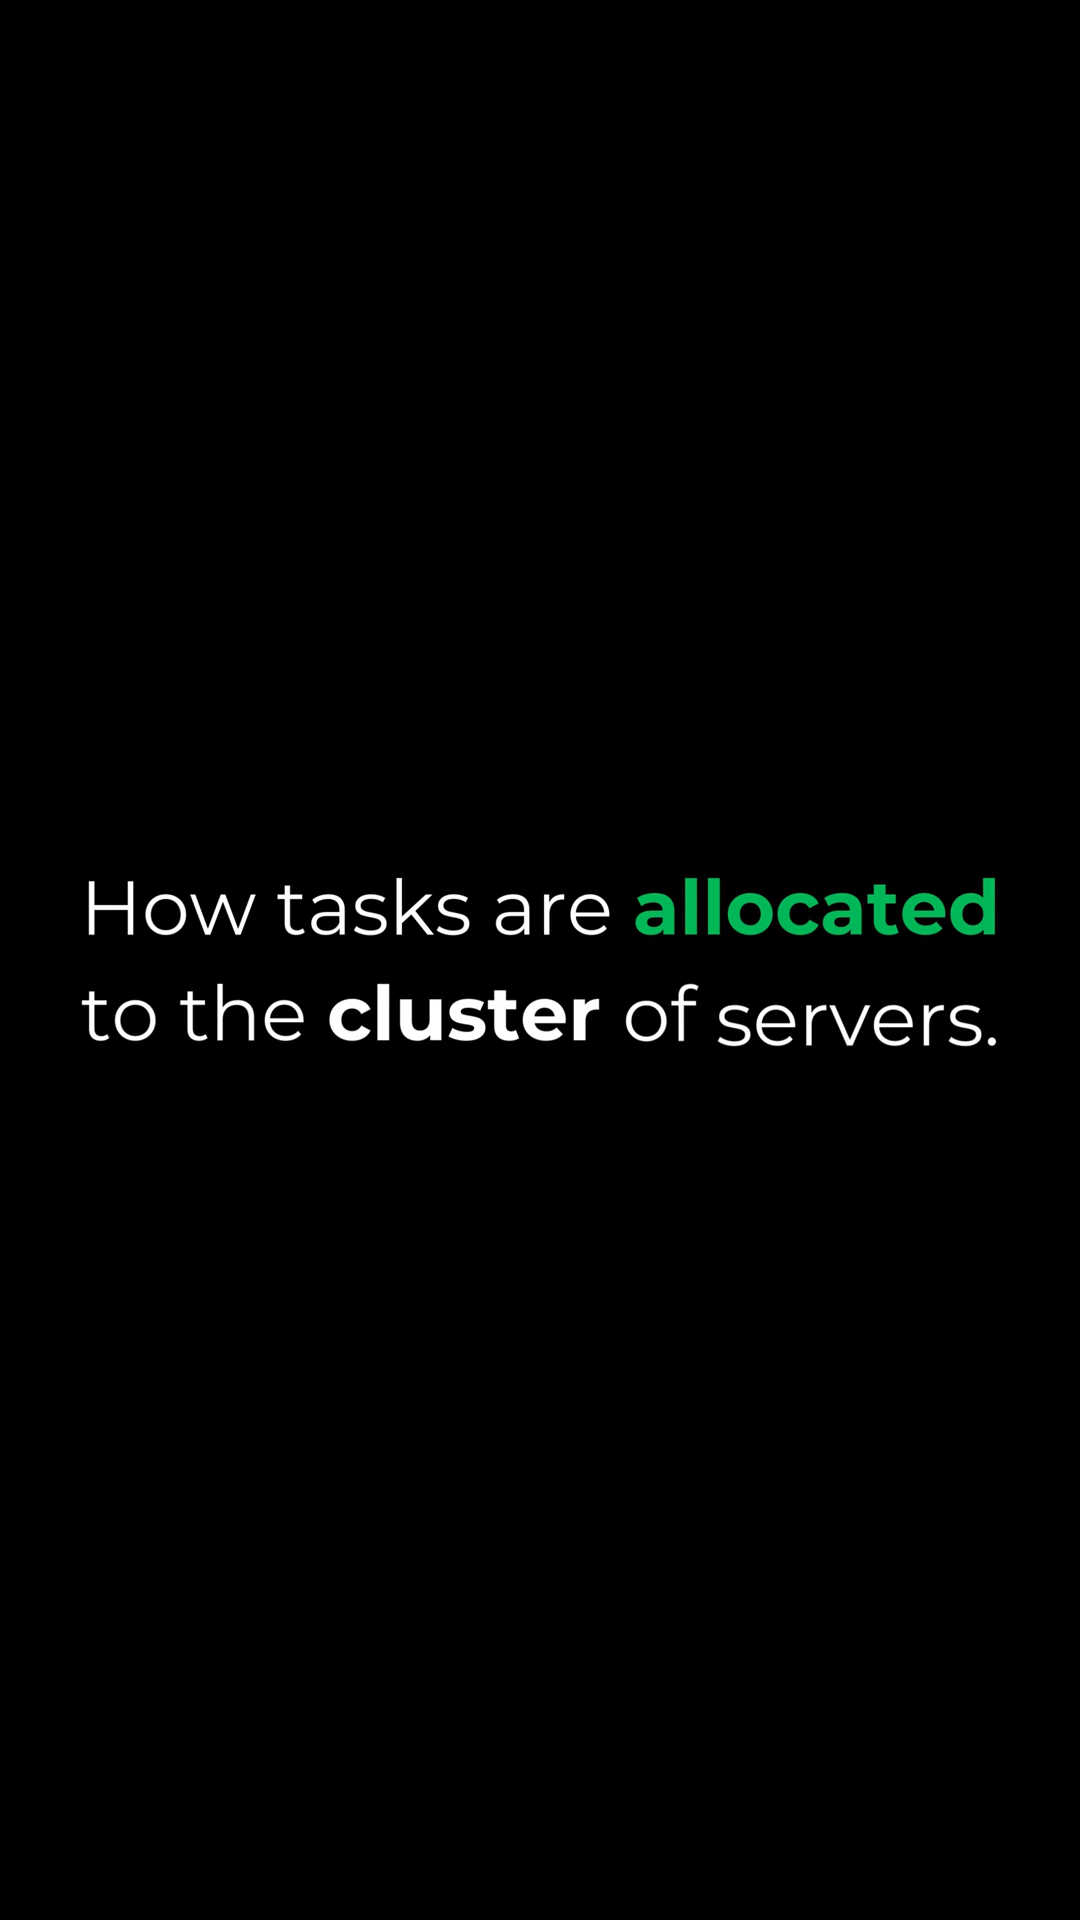 How tasks are allocated
to the cluster of servers.